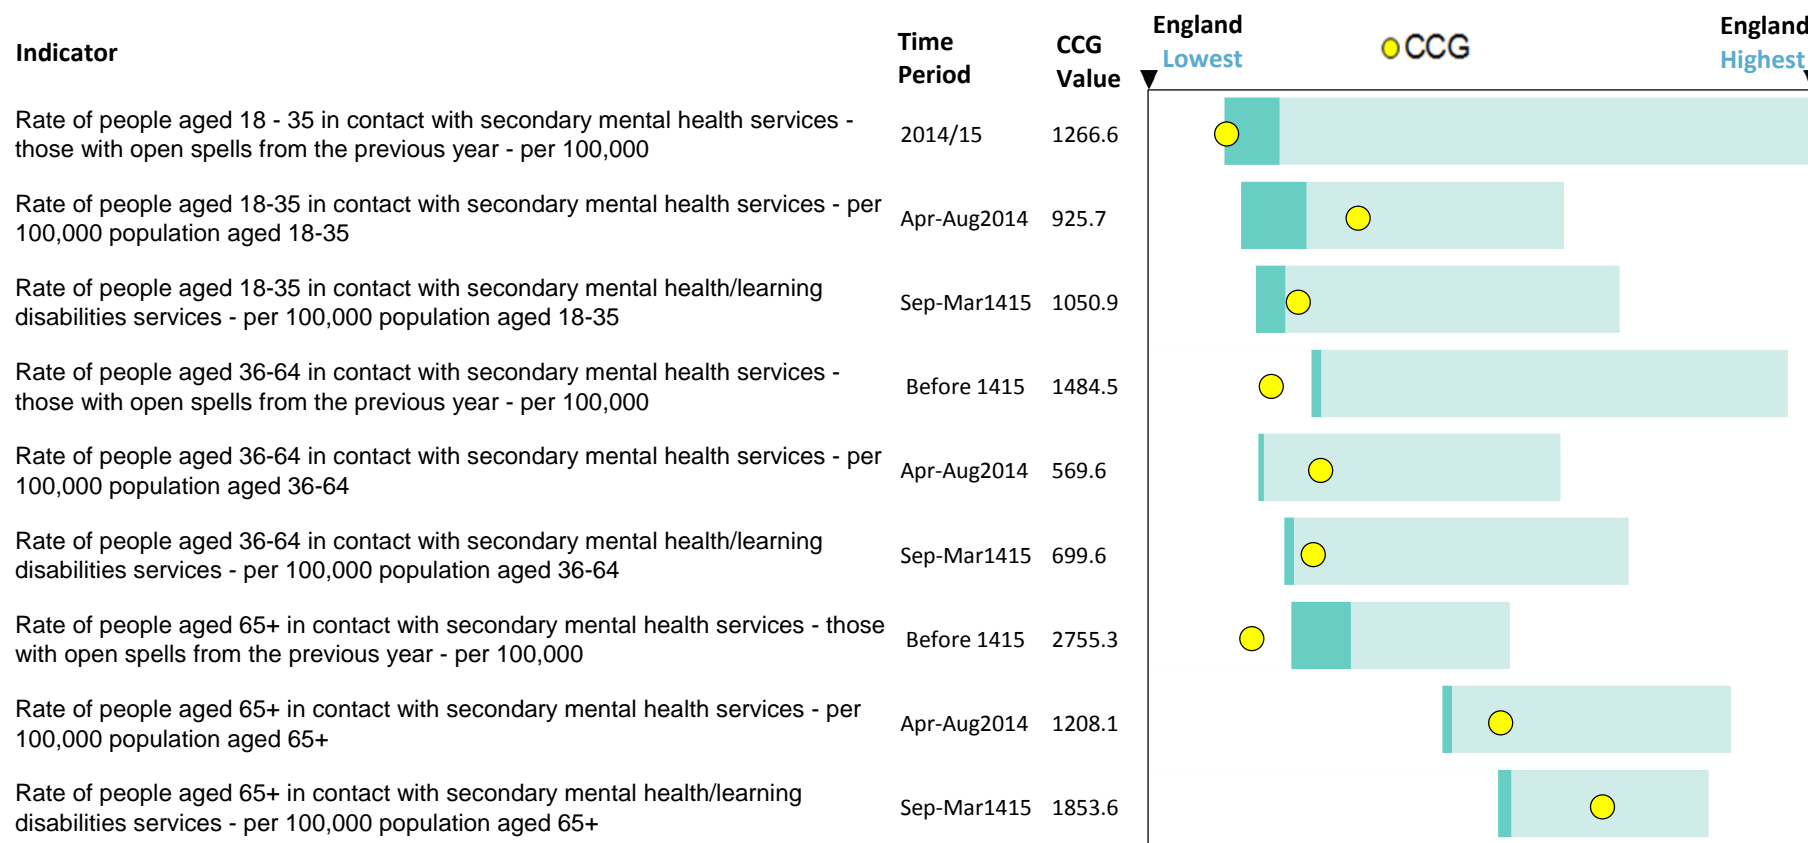 Indicator
Time
Period
CCG
Value
England
Lowest
CCG
England
Highest
Rate of people aged 18 - 35 in contact with secondary mental health services -
those with open spells from the previous year - per 100,000
2014/15
1266.6
Rate of people aged 18-35 in contact with secondary mental health services - per
100,000 population aged 18-35
Apr-Aug2014
925.7
Rate of people aged 18-35 in contact with secondary mental health/learning
disabilities services - per 100,000 population aged 18-35
Sep-Mar1415
1050.9
Rate of people aged 36-64 in contact with secondary mental health services -
those with open spells from the previous year - per 100,000
Before 1415
1484.5
Rate of people aged 36-64 in contact with secondary mental health services - per
100,000 population aged 36-64
Apr-Aug2014
569.6
Rate of people aged 36-64 in contact with secondary mental health/learning
disabilities services - per 100,000 population aged 36-64
Sep-Mar1415
699.6
Rate of people aged 65+ in contact with secondary mental health services - those
with open spells from the previous year - per 100,000
Before 1415
2755.3
Rate of people aged 65+ in contact with secondary mental health services - per
100,000 population aged 65+
Apr-Aug2014
1208.1
Rate of people aged 65+ in contact with secondary mental health/learning
disabilities services - per 100,000 population aged 65+
Sep-Mar1415
1853.6